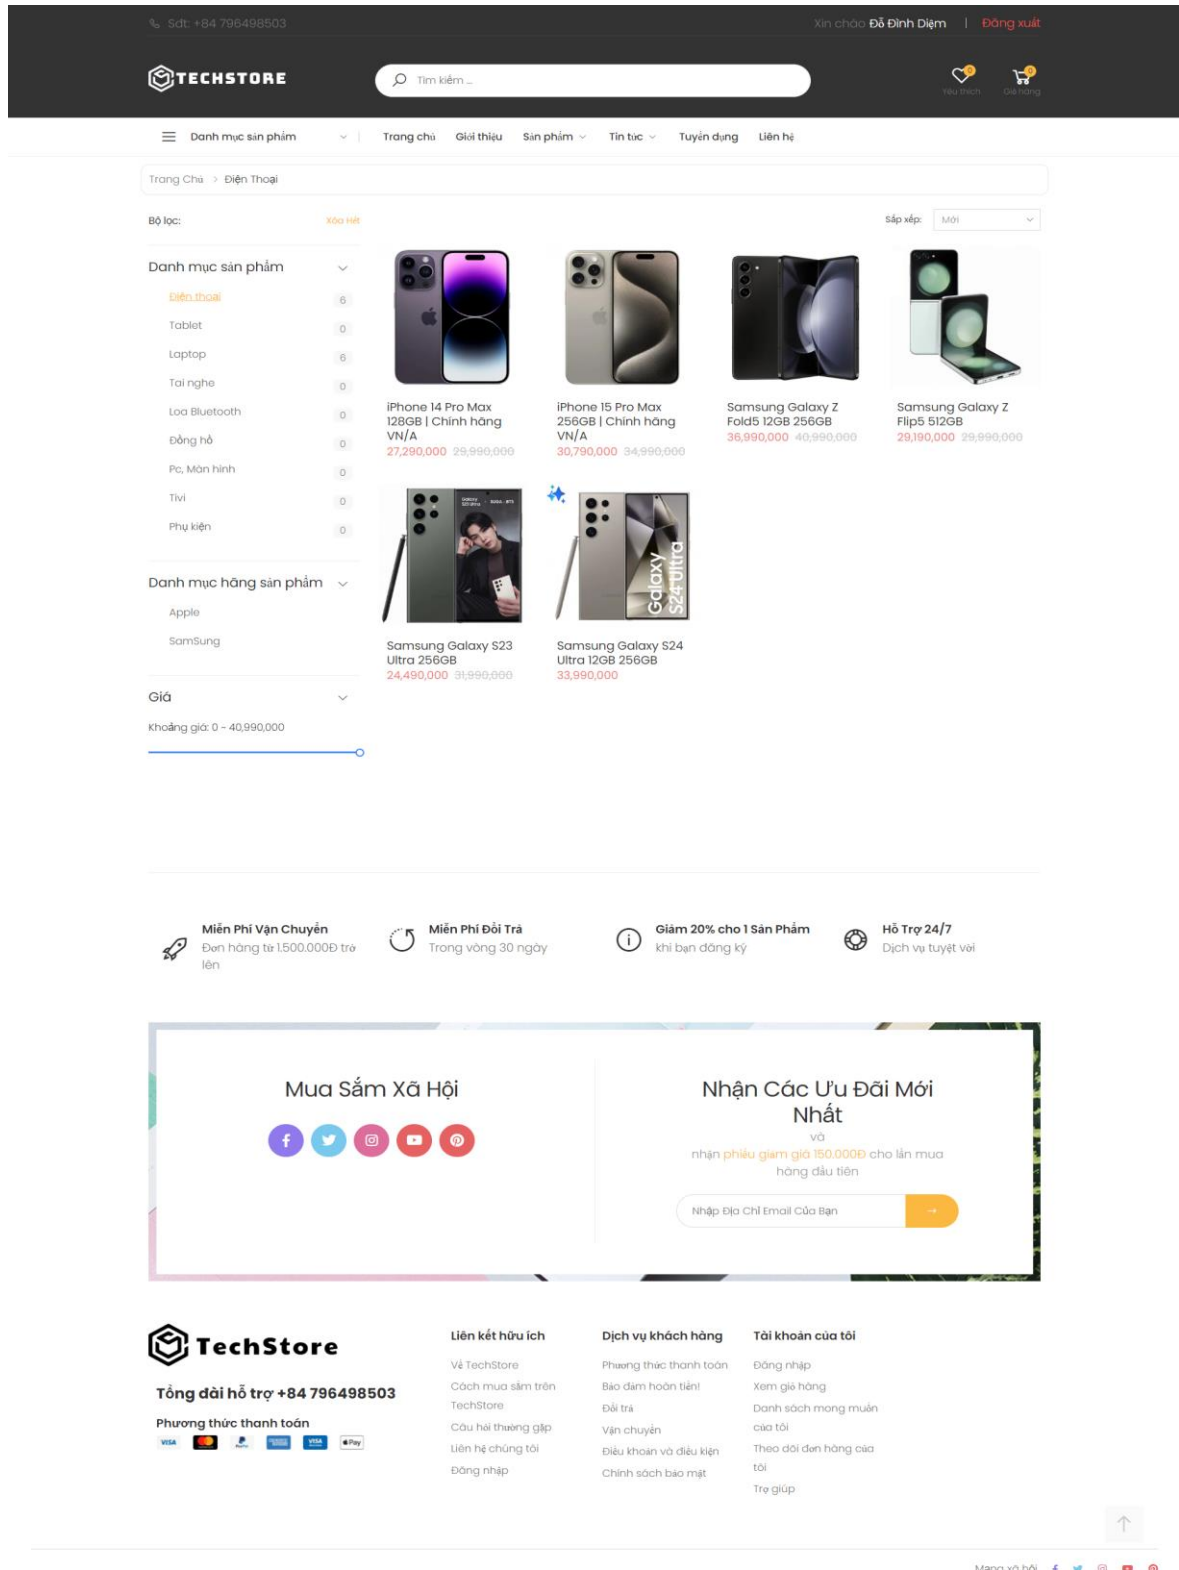 Sdt: +84 796498503
Xin chào Đỗ Đình Diệm | Đăng xuất
TECHSTORE
Tìm kiếm ...
0
0
Yêu thích
Giỏ hàng
Danh mục sản phẩm
Trang chủ Giới thiệu Sản phẩm Tin tức Tuyển dụng Liên hệ
Trang Chủ > Điện Thoại
Bộ lọc:
Xóa Hết
Sắp xếp: Mới
Danh mục sản phẩm
Điện thoại 6
Tablet 0
Laptop 6
Tai nghe 0
Loa Bluetooth 0
Đồng hồ 0
Pc, Màn hình 0
Tivi 0
Phụ kiện 0
Danh mục hãng sản phẩm
Apple
SamSung
Giá
Khoảng giá: 0 - 40,990,000
iPhone 14 Pro Max
128GB | Chính hãng
VN/A
27,290,000 29,990,000
iPhone 15 Pro Max
256GB | Chính hãng
VN/A
30,790,000 34,990,000
Samsung Galaxy Z
Fold5 12GB 256GB
36,990,000 40,990,000
Samsung Galaxy Z
Flip5 512GB
29,190,000 29,990,000
Samsung Galaxy S23
Ultra 256GB
24,490,000 31,990,000
Galaxy
S24 Ultra
Samsung Galaxy S24
Ultra 12GB 256GB
33,990,000
Miễn Phí Vận Chuyển
Đơn hàng từ 1.500.000Đ trở
lên
Miễn Phí Đổi Trả
Trong vòng 30 ngày
Giảm 20% cho 1 Sản Phẩm
khi bạn đăng ký
Hỗ Trợ 24/7
Dịch vụ tuyệt vời
Mua Sắm Xã Hội
Nhận Các Ưu Đãi Mới
Nhất
và
nhận phiếu giảm giá 150.000Đ cho lần mua
hàng đầu tiên
Nhập Địa Chỉ Email Của Bạn
TechStore
Tổng đài hỗ trợ +84 796498503
Phương thức thanh toán
VISA
VISA
Pay
Liên kết hữu ích
Về TechStore
Cách mua sắm trên
TechStore
Câu hỏi thường gặp
Liên hệ chúng tôi
Đăng nhập
Dịch vụ khách hàng
Phương thức thanh toán
Bảo đảm hoàn tiền!
Đổi trả
Vận chuyển
Điều khoản và điều kiện
Chính sách bảo mật
Tài khoản của tôi
Đăng nhập
Xem giỏ hàng
Danh sách mong muốn
của tôi
Theo dõi đơn hàng của
tôi
Trợ giúp
Mạng xã hội